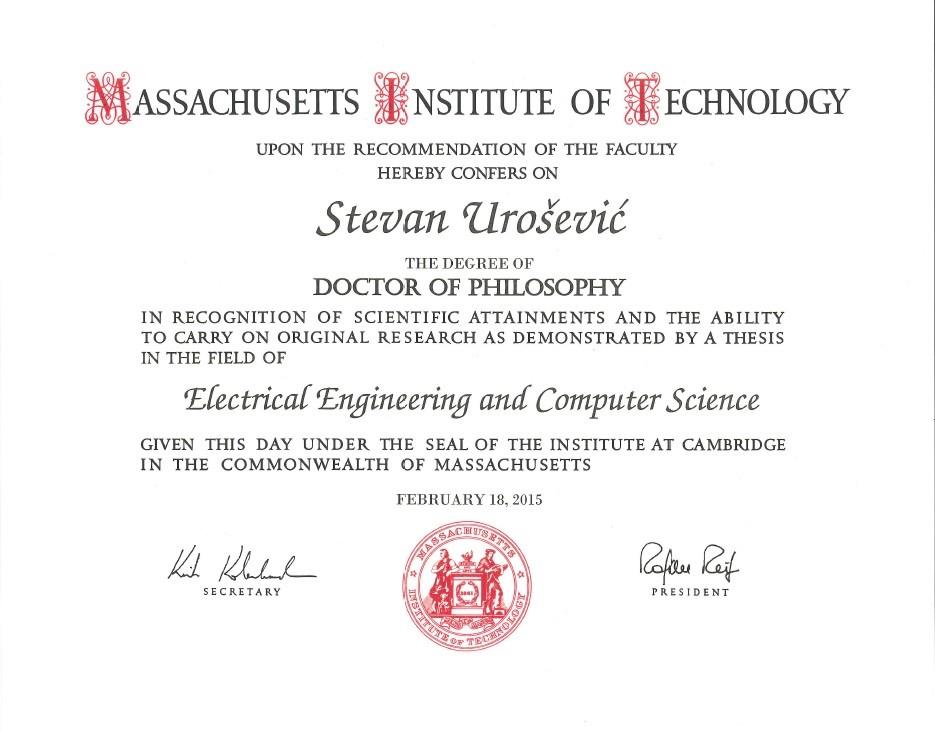 MASSACHUSETTS INSTITUTE OF TECHNOLOGY
UPON THE RECOMMENDATION OF THE FACULTY
HEREBY CONFERS ON
Stevan Urošević
THE DEGREE OF
DOCTOR OF PHILOSOPHY
IN RECOGNITION OF SCIENTIFIC ATTAINMENTS AND THE ABILITY
TO CARRY ON ORIGINAL RESEARCH AS DEMONSTRATED BY A THESIS
IN THE FIELD OF
Electrical Engineering and Computer Science
GIVEN THIS DAY UNDER THE SEAL OF THE INSTITUTE AT CAMBRIDGE
IN THE COMMONWEALTH OF MASSACHUSETTS
FEBRUARY 18, 2015
MASSACHUSETTS
INSTITUTE OF TECHNOLOGY
1861
SECRETARY
Rafael Reif
PRESIDENT